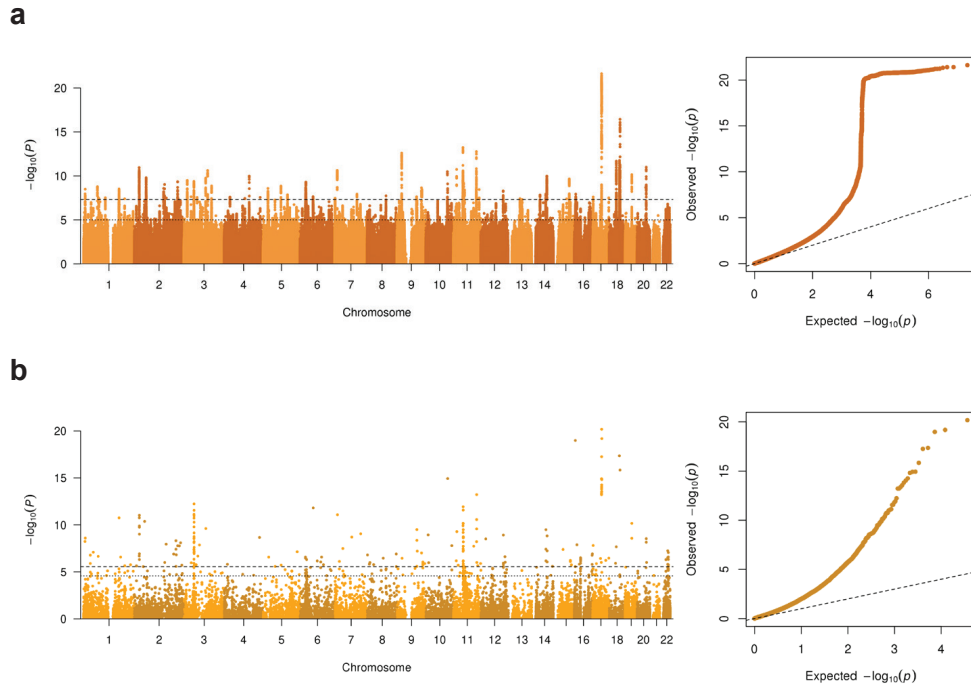 a
−log₁₀(P)
20
15
10
5
0
1 2 3 4 5 6 7 8 9 10 11 12 13 14 15 16 17 18 20 22
Chromosome
Observed −log₁₀(p)
20
15
10
5
0
0 2 4 6
Expected −log₁₀(p)
b
−log₁₀(P)
20
15
10
5
0
1 2 3 4 5 6 7 8 9 10 11 12 13 14 15 16 17 18 20 22
Chromosome
Observed −log₁₀(p)
20
15
10
5
0
0 1 2 3 4
Expected −log₁₀(p)